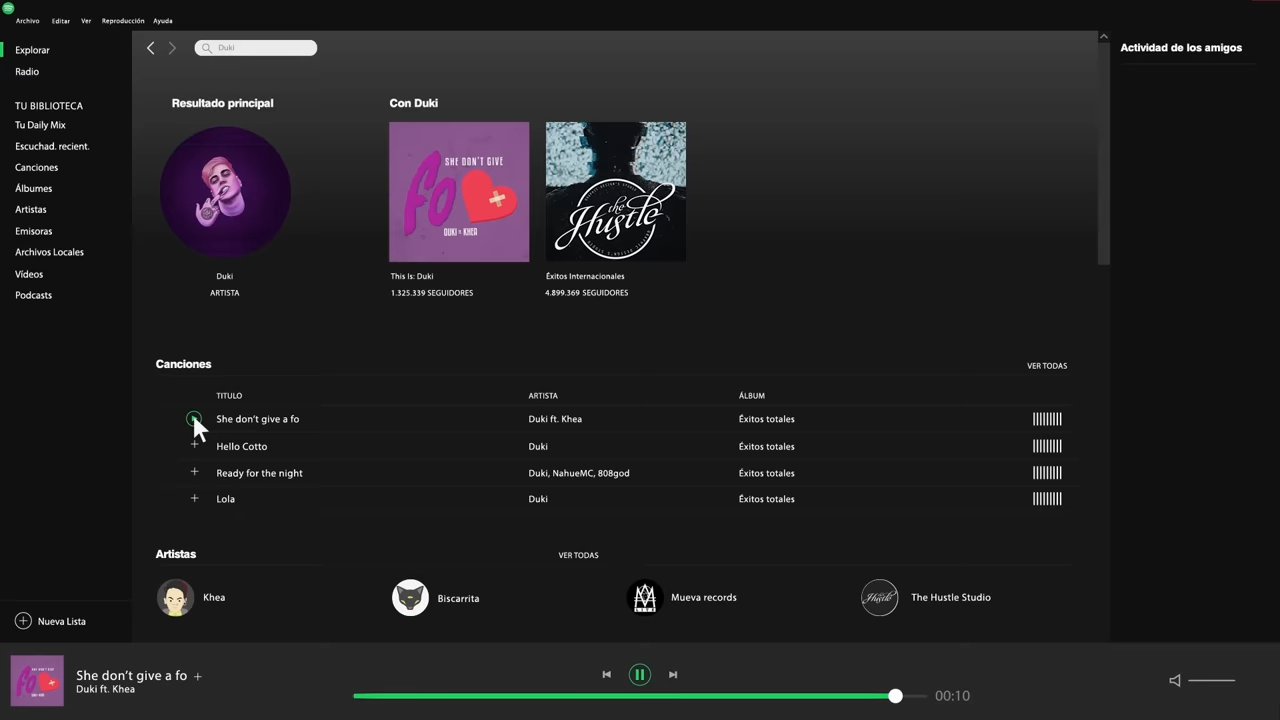 Archivo Editar Ver Reproducción Ayuda
Explorar
Radio
TU BIBLIOTECA
Tu Daily Mix
Escuchad. recient.
Canciones
Álbumes
Artistas
Emisoras
Archivos Locales
Vídeos
Podcasts
Nueva Lista
Duki
Resultado principal
Duki
ARTISTA
Con Duki
SHE DON'T GIVE
FO
DUKI ft. KHEA
This Is: Duki
1.325.339 SEGUIDORES
the
Hustle
Éxitos Internacionales
4.899.369 SEGUIDORES
Canciones VER TODAS
TITULO ARTISTA ÁLBUM
She don't give a fo Duki ft. Khea Éxitos totales
Hello Cotto Duki Éxitos totales
Ready for the night Duki, NahueMC, 808god Éxitos totales
Lola Duki Éxitos totales
Artistas VER TODAS
Khea Biscarrita Mueva records The Hustle Studio
Actividad de los amigos
She don't give a fo
Duki ft. Khea
00:10